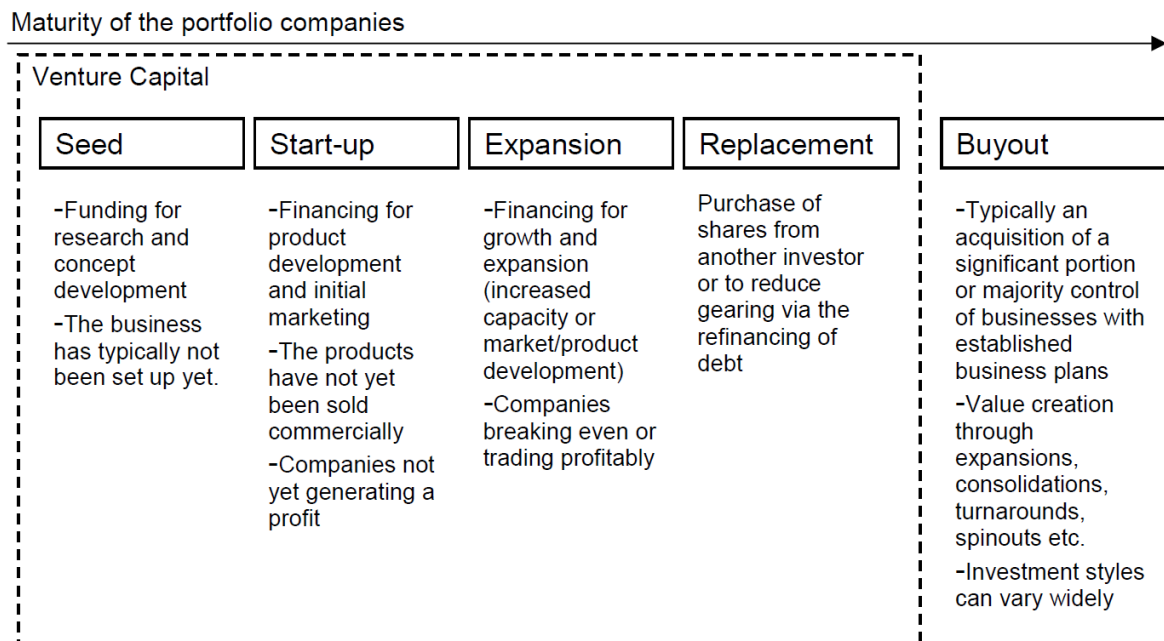 Maturity of the portfolio companies
Venture Capital
Seed
-Funding for
research and
concept
development
-The business
has typically not
been set up yet.
Start-up
-Financing for
product
development
and initial
marketing
-The products
have not yet
been sold
commercially
-Companies not
yet generating a
profit
Expansion
-Financing for
growth and
expansion
(increased
capacity or
market/product
development)
-Companies
breaking even or
trading profitably
Replacement
Purchase of
shares from
another investor
or to reduce
gearing via the
refinancing of
debt
Buyout
-Typically an
acquisition of a
significant portion
or majority control
of businesses with
established
business plans
-Value creation
through
expansions,
consolidations,
turnarounds,
spinouts etc.
-Investment styles
can vary widely